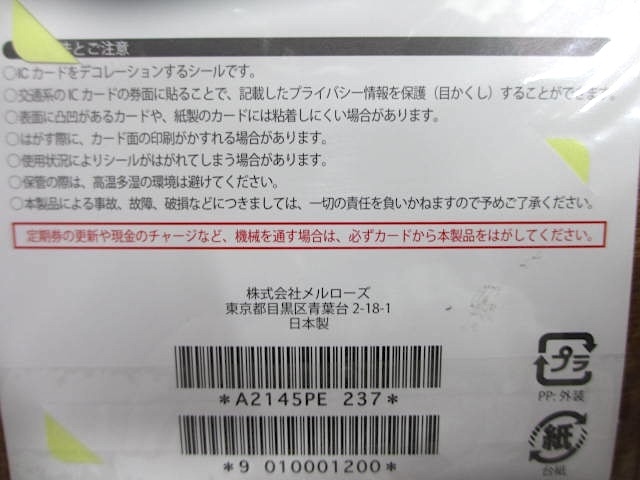 とご注意
○ICカードをデコレーションするシールです。
○交通系のICカードの券面に貼ることで、記載したプライバシー情報を保護（目かくし）することができます。
○表面に凸凹があるカードや、紙製のカードには粘着しにくい場合があります。
○はがす際に、カード面の印刷がかすれる場合があります。
○使用状況によりシールがはがれてしまう場合があります。
○保管の際は、高温多湿の環境は避けてください。
○本製品による事故、故障、破損などにつきましては、一切の責任を負いかねますので予めご了承ください。
定期券の更新や現金のチャージなど、機械を通す場合は、必ずカードから本製品をはがしてください。
株式会社メルローズ
東京都目黒区青葉台 2-18-1
日本製
*A2145PE 237*
*9 010001200*
プラ
PP:外装
紙
台紙